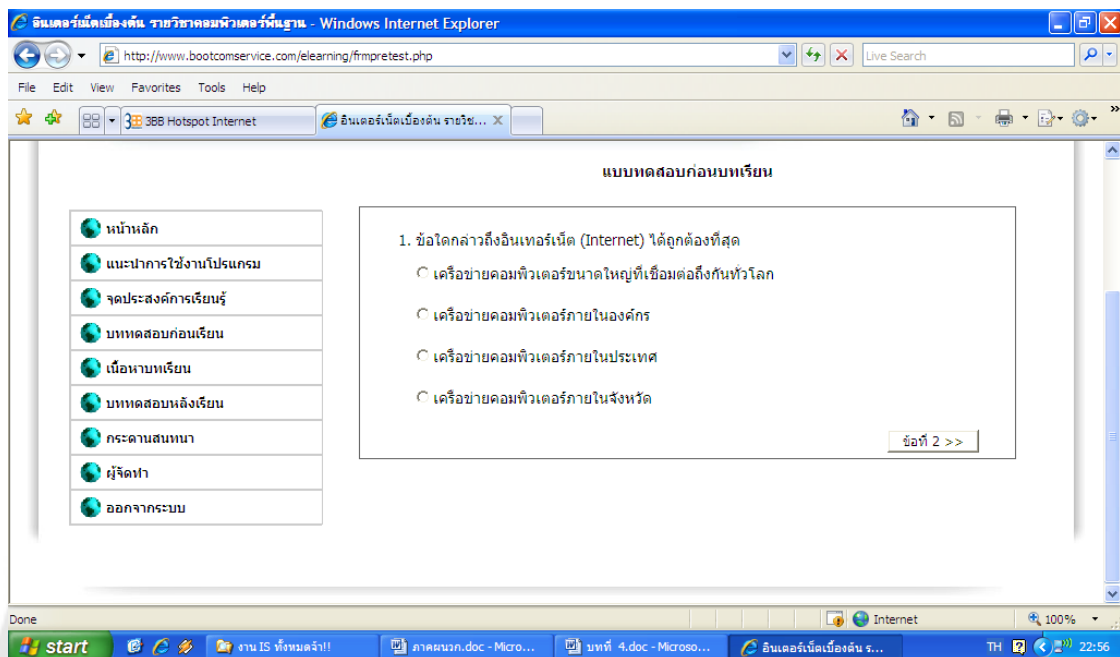 อินเตอร์เน็ตเบื้องต้น รายวิชาคอมพิวเตอร์พื้นฐาน - Windows Internet Explorer
http://www.bootcomservice.com/elearning/frmpretest.php
Live Search
File Edit View Favorites Tools Help
3BB Hotspot Internet
อินเตอร์เน็ตเบื้องต้น รายวิช...
แบบทดสอบก่อนบทเรียน
หน้าหลัก
แนะนำการใช้งานโปรแกรม
จุดประสงค์การเรียนรู้
บททดสอบก่อนเรียน
เนื้อหาบทเรียน
บททดสอบหลังเรียน
กระดานสนทนา
ผู้จัดทำ
ออกจากระบบ
1. ข้อใดกล่าวถึงอินเทอร์เน็ต (Internet) ได้ถูกต้องที่สุด
เครือข่ายคอมพิวเตอร์ขนาดใหญ่ที่เชื่อมต่อถึงกันทั่วโลก
เครือข่ายคอมพิวเตอร์ภายในองค์กร
เครือข่ายคอมพิวเตอร์ภายในประเทศ
เครือข่ายคอมพิวเตอร์ภายในจังหวัด
ข้อที่ 2 >>
Done
Internet
100%
start
งาน IS ทั้งหมดจ้า!!
ภาคผนวก.doc - Micro...
บทที่ 4.doc - Microso...
อินเตอร์เน็ตเบื้องต้น ร...
TH
22:56